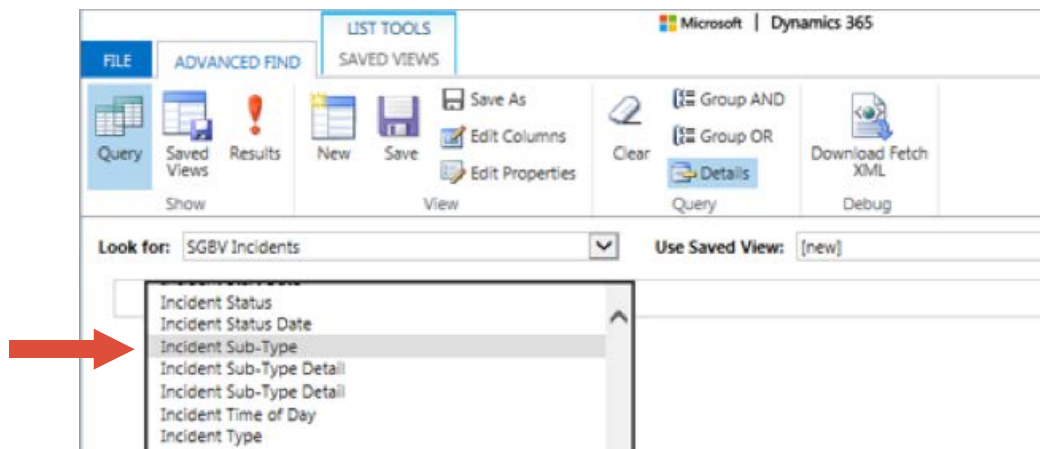 LIST TOOLS
Microsoft | Dynamics 365
FILE
ADVANCED FIND
SAVED VIEWS
Query
Saved Views
Results
New
Save
Save As
Edit Columns
Edit Properties
Clear
Group AND
Group OR
Details
Download Fetch
XML
Show
View
Query
Debug
Look for:
SGBV Incidents
Use Saved View:
[new]
Incident Status
Incident Status Date
Incident Sub-Type
Incident Sub-Type Detail
Incident Sub-Type Detail
Incident Time of Day
Incident Type